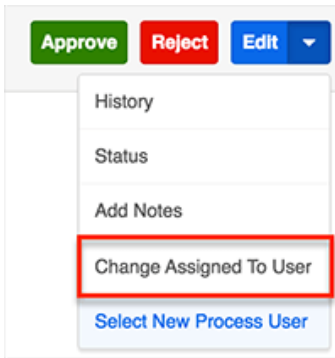 Approve Reject Edit
History
Status
Add Notes
Change Assigned To User
Select New Process User